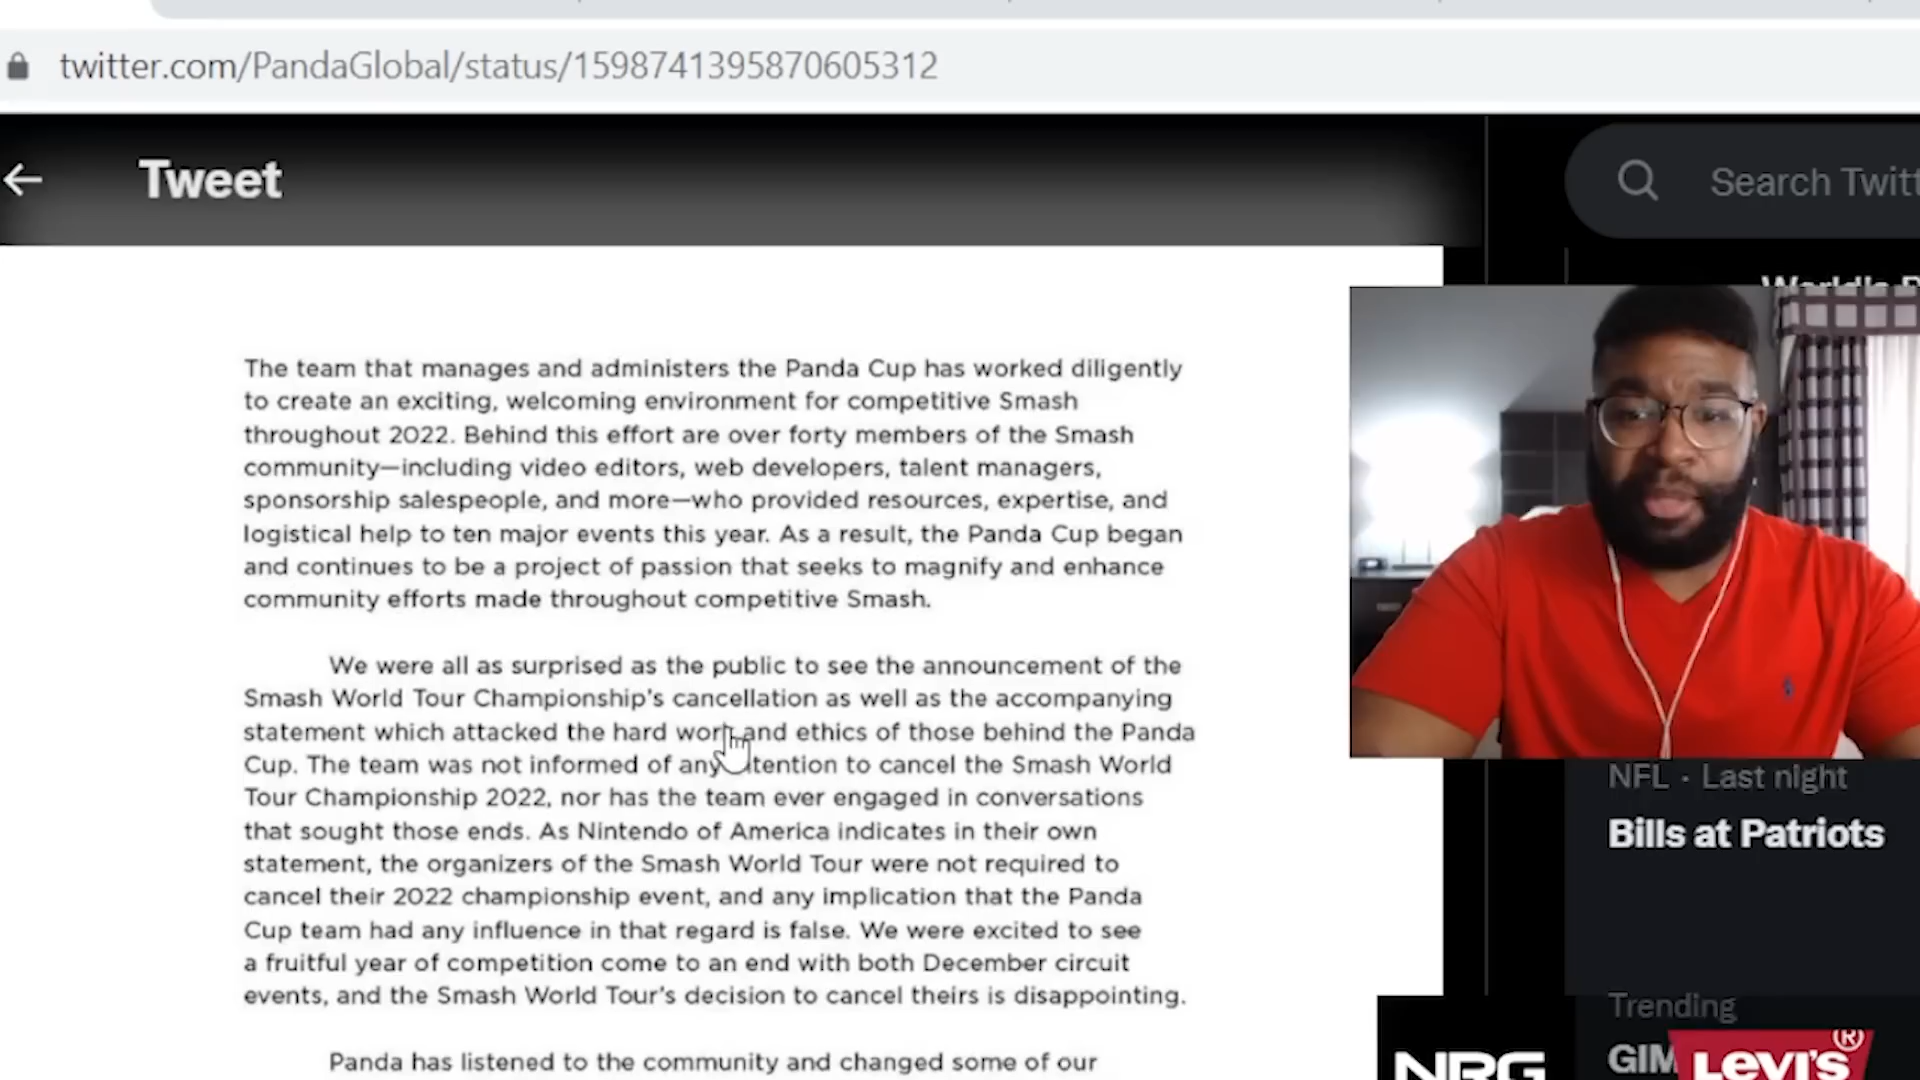 twitter.com/PandaGlobal/status/1598741395870605312
Tweet
Search Twitt
The team that manages and administers the Panda Cup has worked diligently
to create an exciting, welcoming environment for competitive Smash
throughout 2022. Behind this effort are over forty members of the Smash
community—including video editors, web developers, talent managers,
sponsorship salespeople, and more—who provided resources, expertise, and
logistical help to ten major events this year. As a result, the Panda Cup began
and continues to be a project of passion that seeks to magnify and enhance
community efforts made throughout competitive Smash.
We were all as surprised as the public to see the announcement of the
Smash World Tour Championship's cancellation as well as the accompanying
statement which attacked the hard work and ethics of those behind the Panda
Cup. The team was not informed of any intention to cancel the Smash World
Tour Championship 2022, nor has the team ever engaged in conversations
that sought those ends. As Nintendo of America indicates in their own
statement, the organizers of the Smash World Tour were not required to
cancel their 2022 championship event, and any implication that the Panda
Cup team had any influence in that regard is false. We were excited to see
a fruitful year of competition come to an end with both December circuit
events, and the Smash World Tour's decision to cancel theirs is disappointing.
Panda has listened to the community and changed some of our
NFL · Last night
Bills at Patriots
Trending
GIM
NRG
LEVI'S®